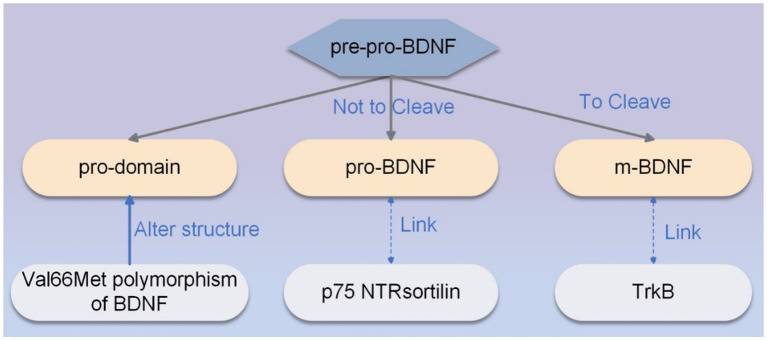 pre-pro-BDNF
Not to Cleave
To Cleave
pro-domain
pro-BDNF
m-BDNF
Alter structure
Link
Link
Val66Met polymorphism
of BDNF
p75 NTRsortilin
TrkB